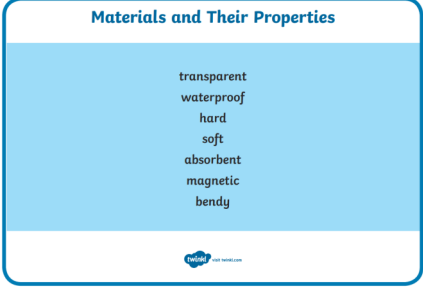 Materials and Their Properties
transparent
waterproof
hard
soft
absorbent
magnetic
bendy
twinkl visit twinkl.com